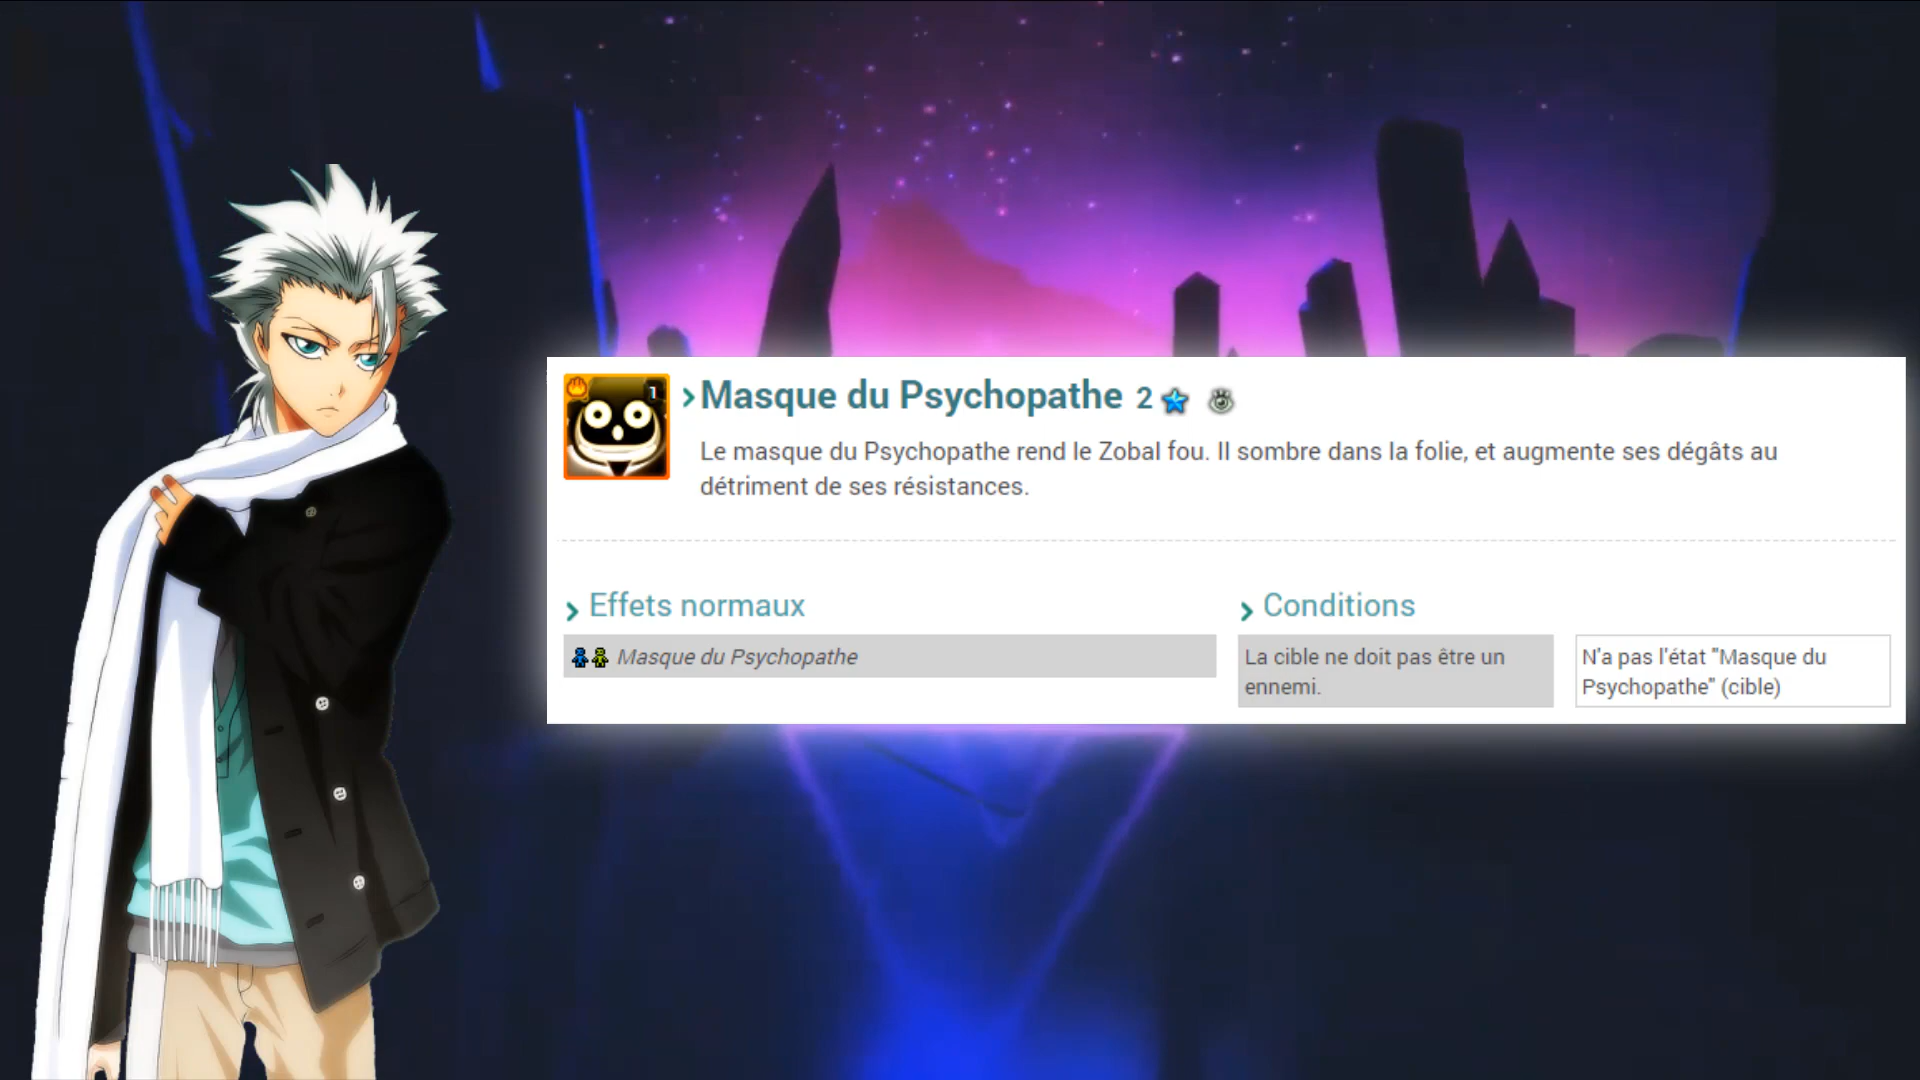 1
Masque du Psychopathe 2
Le masque du Psychopathe rend le Zobal fou. Il sombre dans la folie, et augmente ses dégâts au
détriment de ses résistances.
Effets normaux
Conditions
Masque du Psychopathe
La cible ne doit pas être un
ennemi.
N'a pas l'état "Masque du
Psychopathe" (cible)